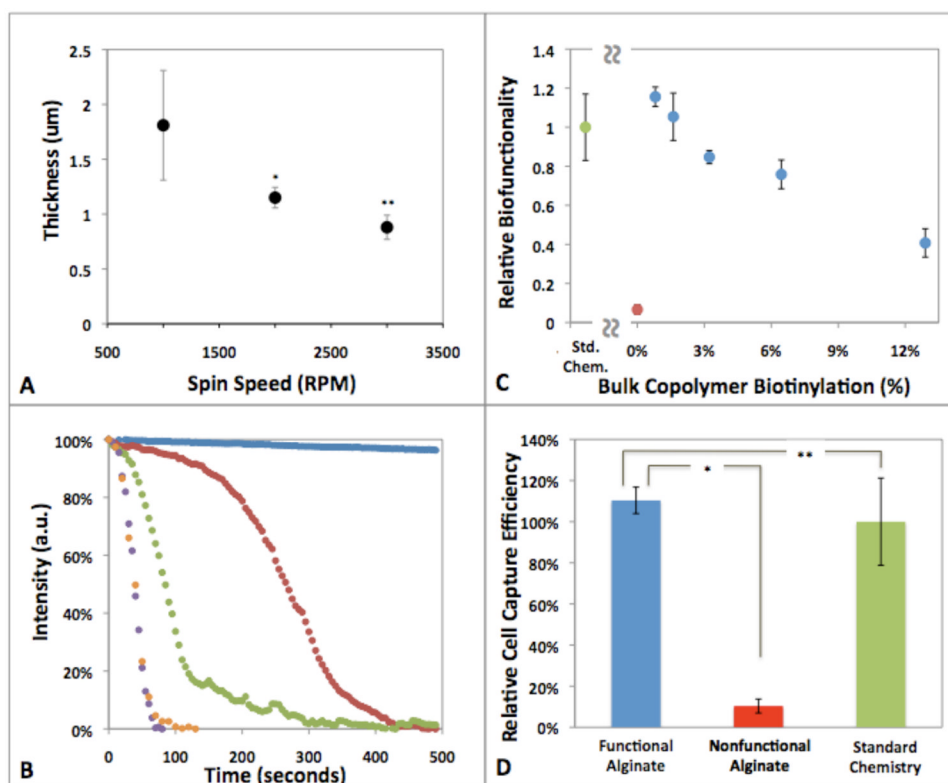 2.5
2
1.5
1
0.5
0
Thickness (um)
*
**
500
1500
2500
3500
A
Spin Speed (RPM)
1.4
1.2
1
0.8
0.6
0.4
0.2
0
Relative Biofunctionality
Std.
Chem.
0%
3%
6%
9%
12%
C
Bulk Copolymer Biotinylation (%)
100%
80%
60%
40%
20%
0%
Intensity (a.u.)
0
100
200
300
400
500
B
Time (seconds)
140%
120%
100%
80%
60%
40%
20%
0%
Relative Cell Capture Efficiency
*
**
Functional
Alginate
Nonfunctional
Alginate
Standard
Chemistry
D